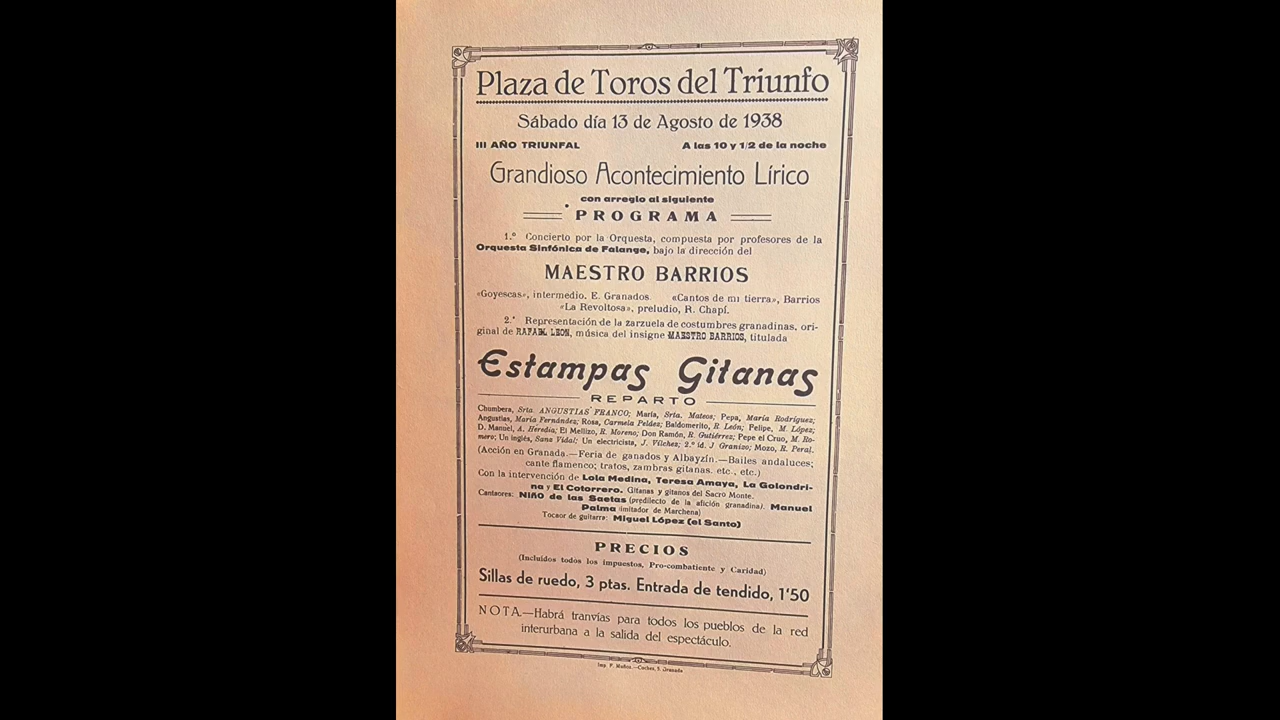 Plaza de Toros del Triunfo
Sábado día 13 de Agosto de 1938
III AÑO TRIUNFAL A las 10 y 1/2 de la noche
Grandioso Acontecimiento Lírico
con arreglo al siguiente
PROGRAMA
1.º Concierto por la Orquesta, compuesta por profesores de la
Orquesta Sinfónica de Falange, bajo la dirección del
MAESTRO BARRIOS
«Goyescas», intermedio. E. Granados. «Cantos de mi tierra», Barrios
«La Revoltosa», preludio, R. Chapí.
2.º Representación de la zarzuela de costumbres granadinas, ori-
ginal de RAFAEL LEON, música del insigne MAESTRO BARRIOS, titulada
Estampas Gitanas
REPARTO
Chumbera, Srta. ANGUSTIAS FRANCO; María, Srta. Mateos; Pepa, María Rodríguez;
Angustias, María Fernández; Rosa, Carmela Peldez; Baldomerito, R. León; Felipe, M. López;
D. Manuel, A. Heredia; El Mellizo, R. Moreno; Don Ramón, R. Gutiérrez; Pepe el Cruo, M. Ro-
mero; Un inglés, Sanz Vidal; Un electricista, J. Vílchez; 2.º id. J Granizo; Mozo, R. Peral.
(Acción en Granada.—Feria de ganados y Albayzín.—Bailes andaluces;
cante flamenco; tratos, zambras gitanas. etc., etc.)
Con la intervención de Lola Medina, Teresa Amaya, La Golondri-
na y El Cotorrero. Gitanas y gitanos del Sacro Monte.
Cantaores: Niño de las Saetas (predilecto de la afición granadina). Manuel
Palma (imitador de Marchena)
Tocaor de guitarra: Miguel López (el Santo)
PRECIOS
(Incluídos todos los impuestos, Pro-combatiente y Caridad)
Sillas de ruedo, 3 ptas. Entrada de tendido, 1'50
NOTA.—Habrá tranvías para todos los pueblos de la red
interurbana a la salida del espectáculo.
Imp. F. Muñoz.—Cuchas, 5. Granada